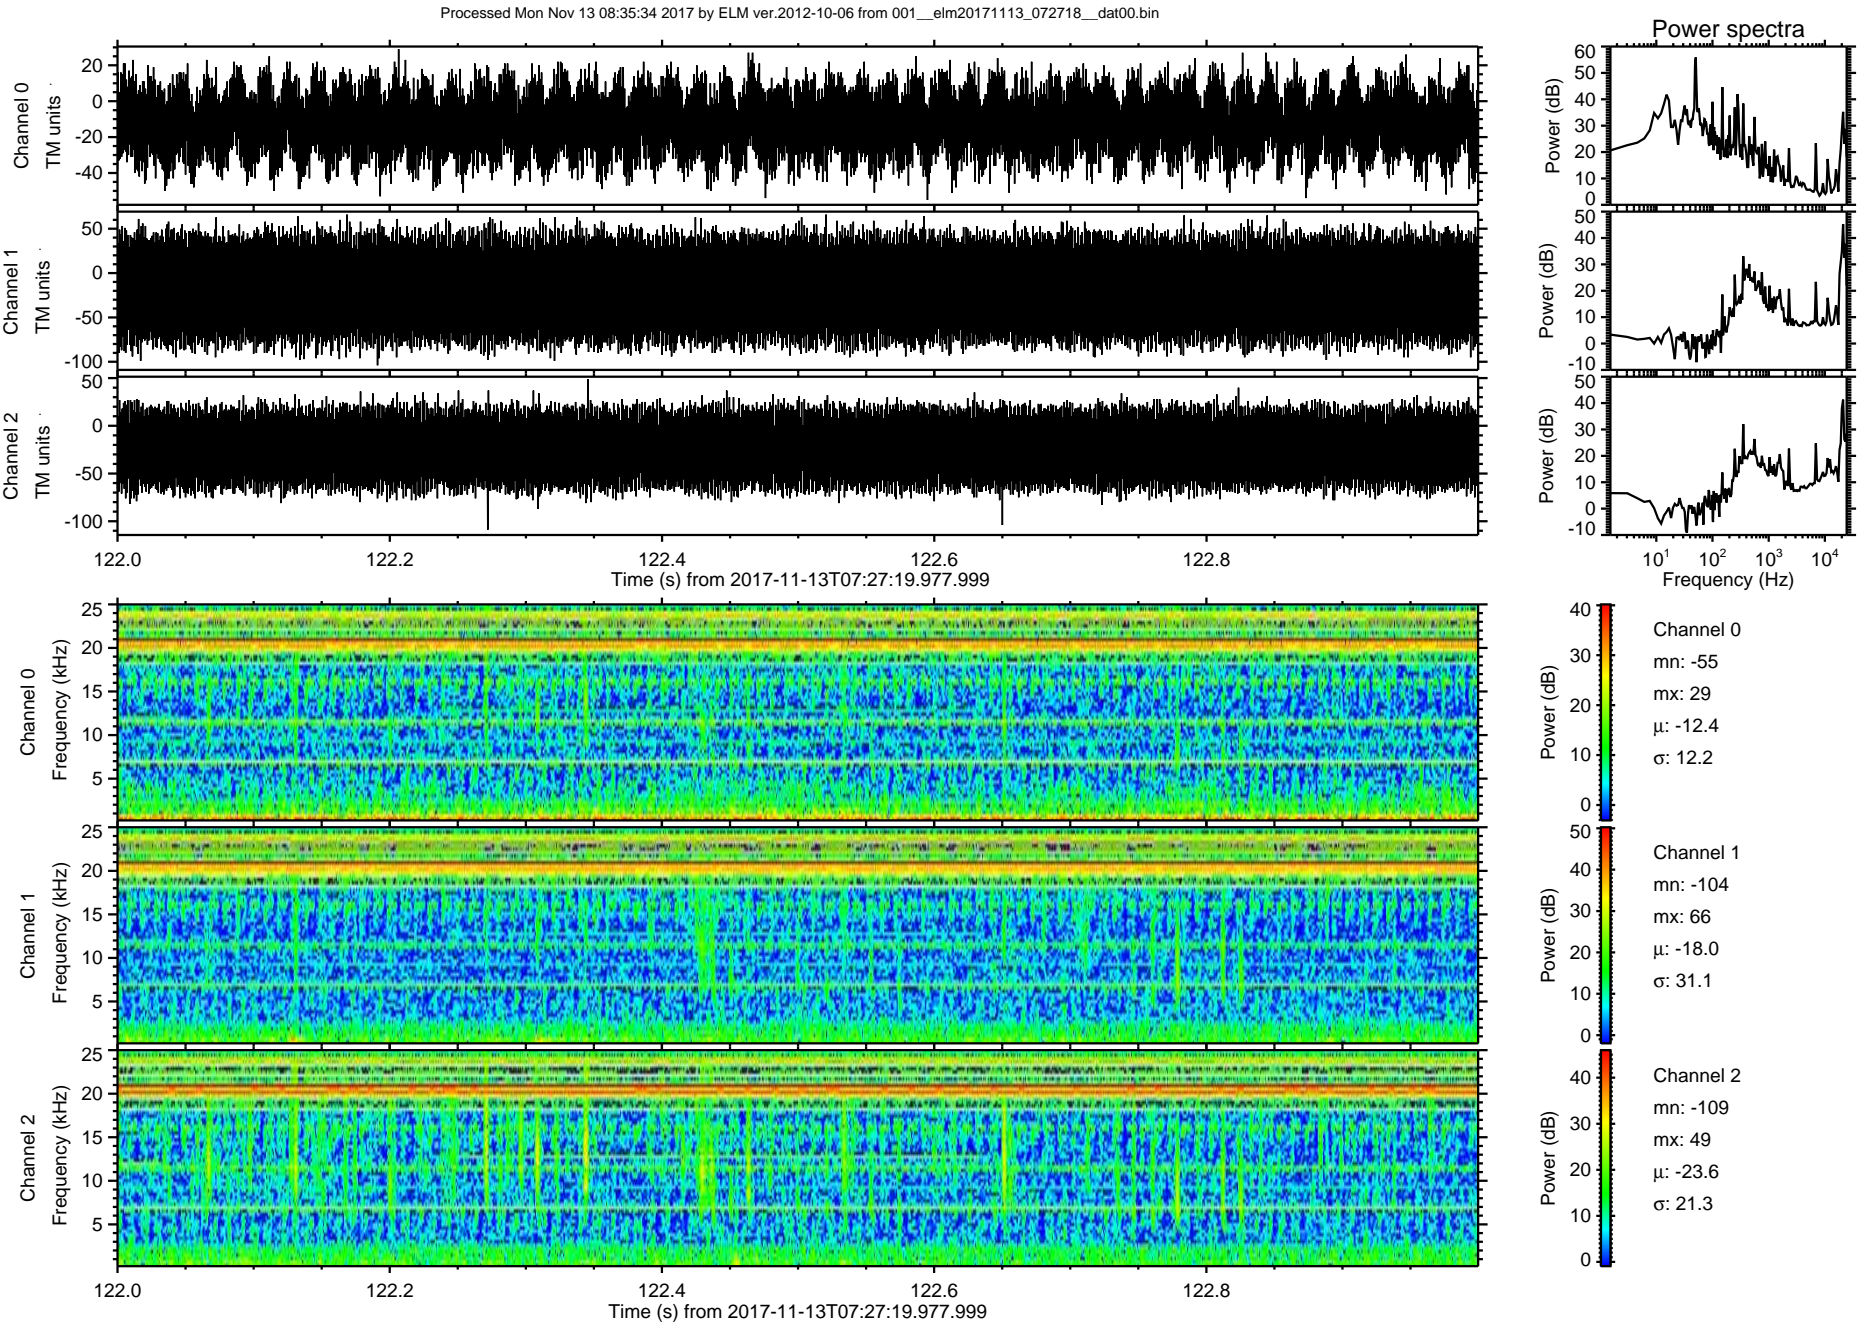 Processed Mon Nov 13 08:35:34 2017 by ELM ver.2012-10-06 from 001__elm20171113_072718__dat00.bin
Power spectra
Channel 0
TM units
20
0
-20
-40
Power (dB)
60
50
40
30
20
10
0
Channel 1
TM units
50
0
-50
-100
Power (dB)
50
40
30
20
10
0
-10
Channel 2
TM units
50
0
-50
-100
Power (dB)
50
40
30
20
10
0
-10
122.0 122.2 122.4 122.6 122.8
Time (s) from 2017-11-13T07:27:19.977.999
10¹ 10² 10³ 10⁴
Frequency (Hz)
Channel 0
Frequency (kHz)
25
20
15
10
5
Power (dB)
40
30
20
10
0
Channel 0
mn: -55
mx: 29
μ: -12.4
σ: 12.2
Channel 1
Frequency (kHz)
25
20
15
10
5
Power (dB)
50
40
30
20
10
0
Channel 1
mn: -104
mx: 66
μ: -18.0
σ: 31.1
Channel 2
Frequency (kHz)
25
20
15
10
5
Power (dB)
40
30
20
10
0
Channel 2
mn: -109
mx: 49
μ: -23.6
σ: 21.3
122.0 122.2 122.4 122.6 122.8
Time (s) from 2017-11-13T07:27:19.977.999